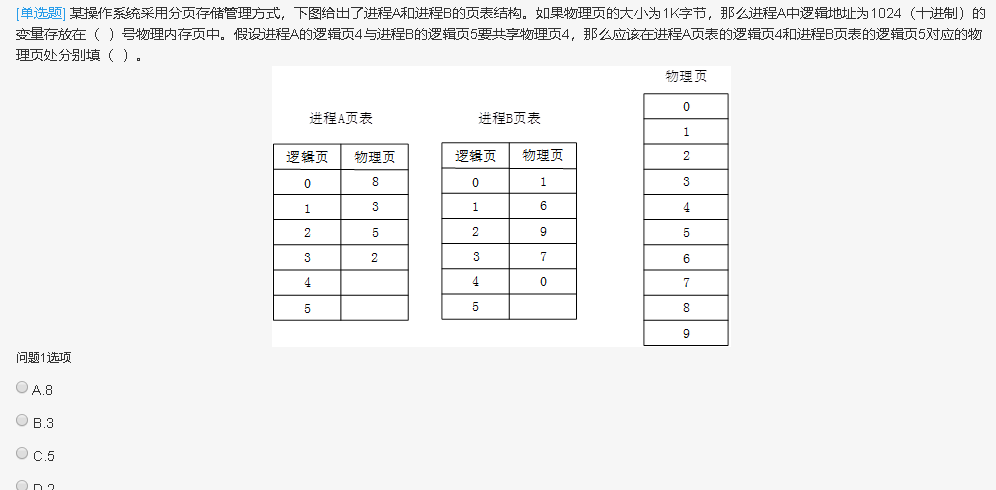 [单选题] 某操作系统采用分页存储管理方式，下图给出了进程A和进程B的页表结构。如果物理页的大小为1K字节，那么进程A中逻辑地址为1024（十进制）的
变量存放在（ ）号物理内存页中。假设进程A的逻辑页4与进程B的逻辑页5要共享物理页4，那么应该在进程A页表的逻辑页4和进程B页表的逻辑页5对应的物
理页处分别填（ ）。
物理页
进程A页表 进程B页表
逻辑页 物理页
0 8
1 3
2 5
3 2
4
5
逻辑页 物理页
0 1
1 6
2 9
3 7
4 0
5
0
1
2
3
4
5
6
7
8
9
问题1选项
A.8
B.3
C.5
D.2